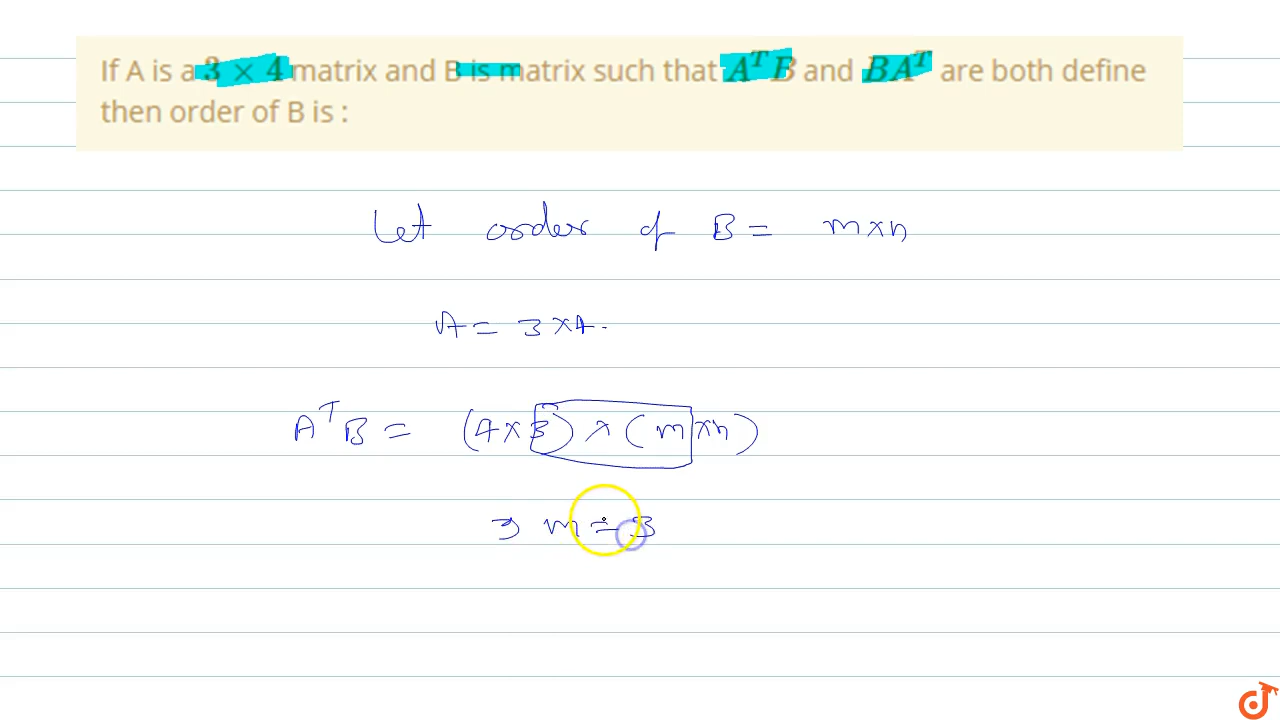 If A is a 3 × 4 matrix and B is matrix such that A^T B and B A^T are both define
then order of B is :
Let order of B = m×n
A = 3×4.
A^T B = (4×3) × (m×n)
⇒ m = 3